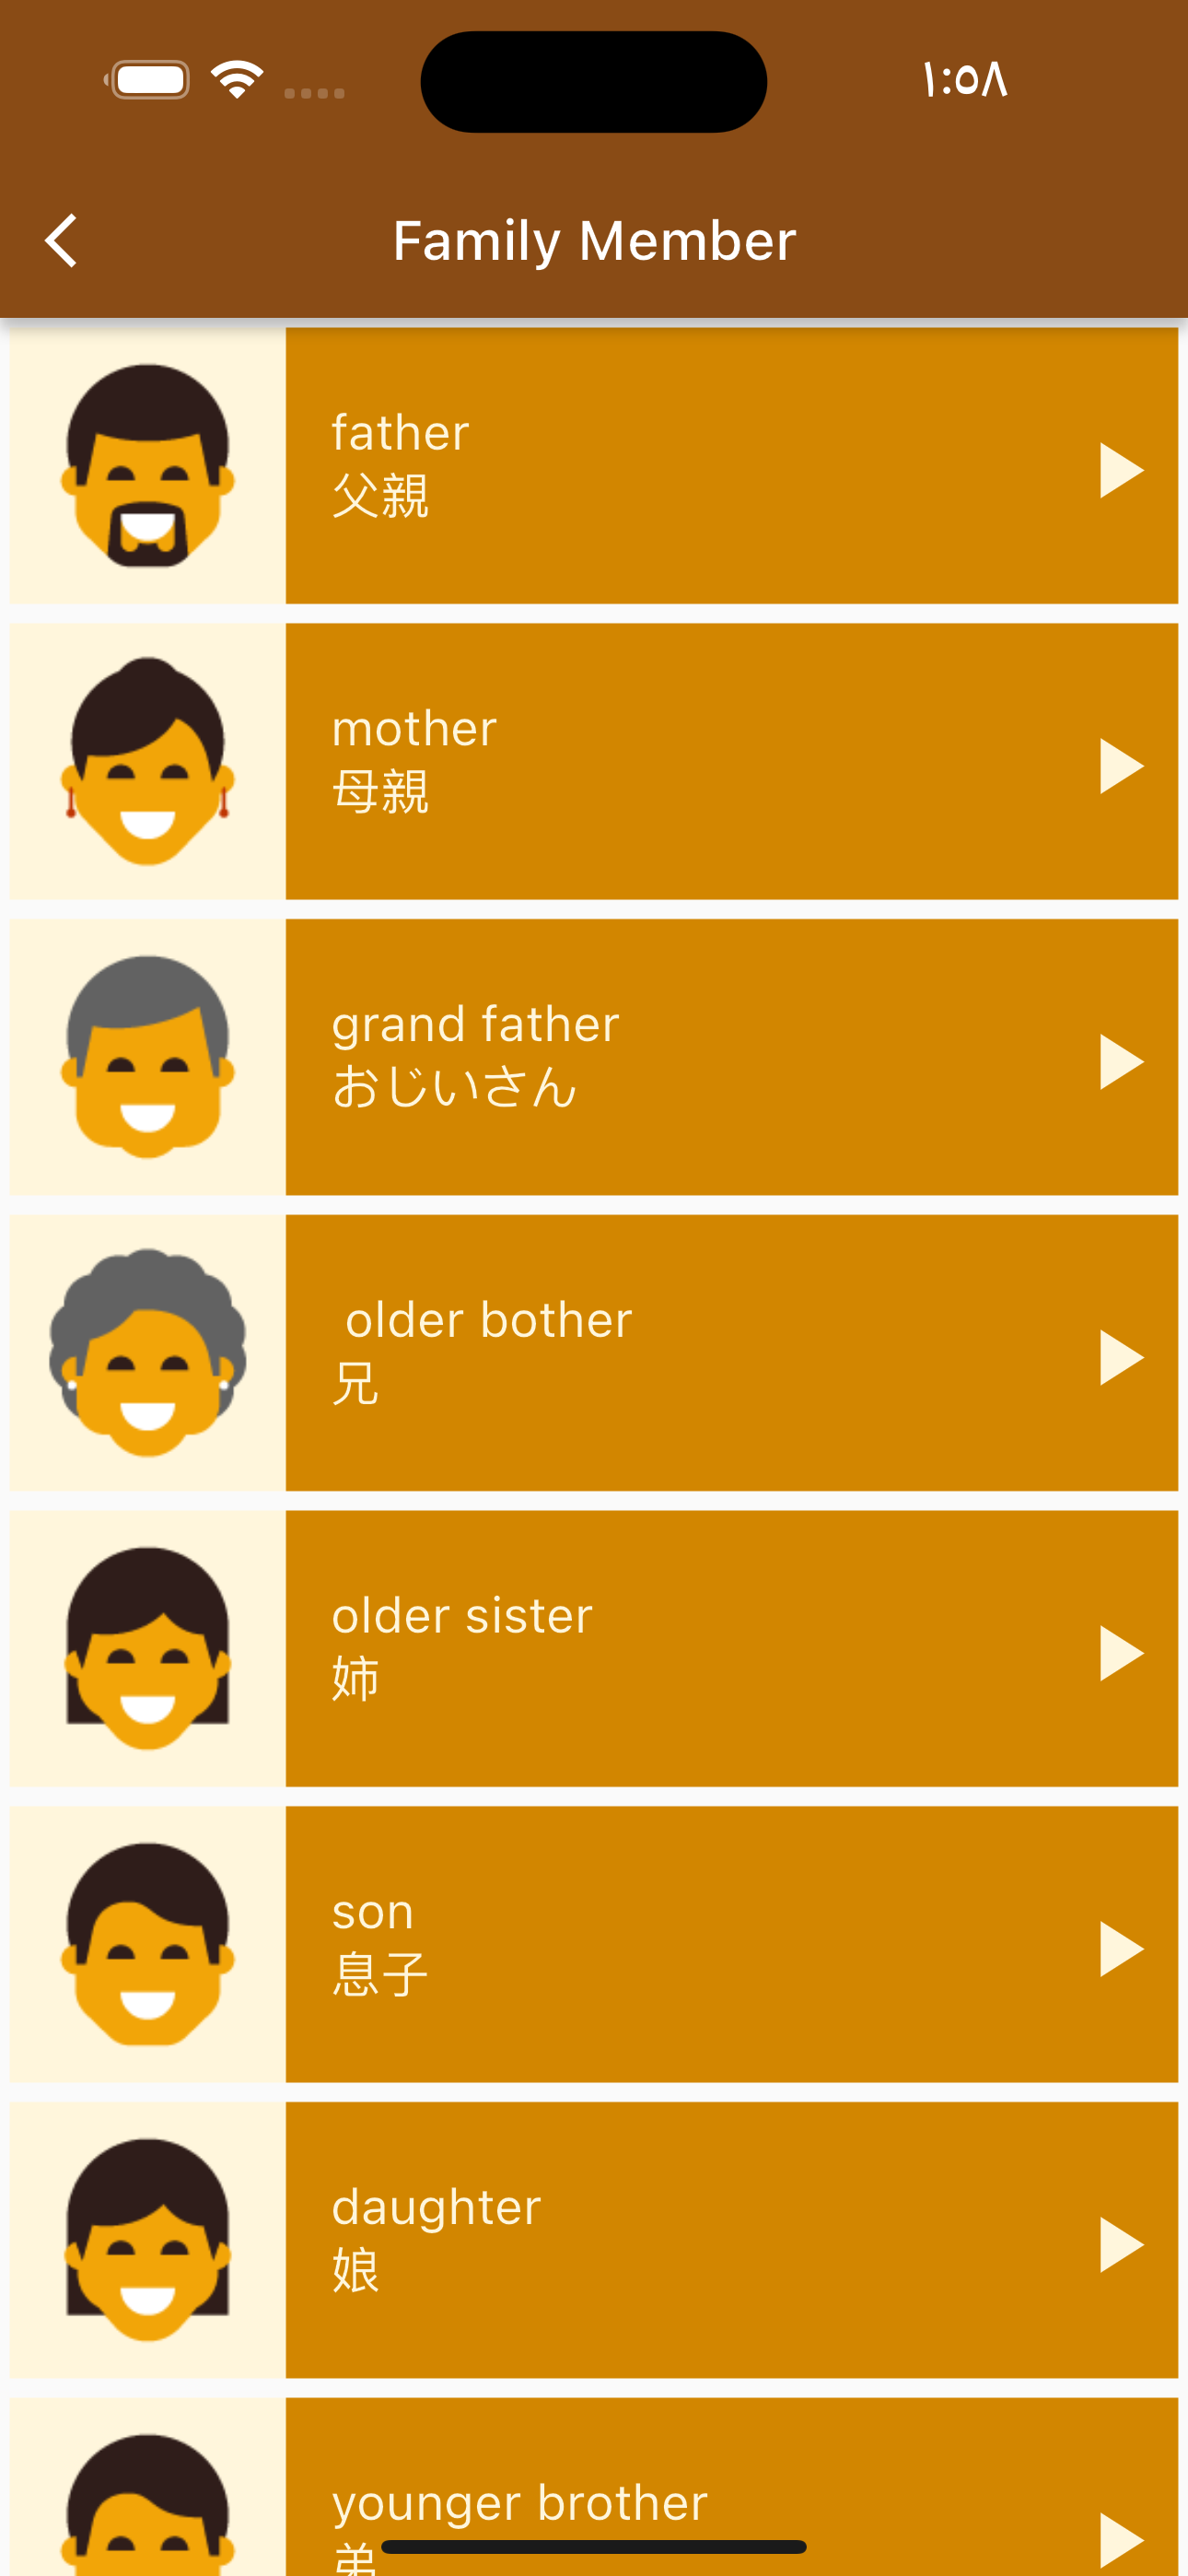 ١:٥٨
Family Member
father
父親
mother
母親
grand father
おじいさん
older bother
兄
older sister
姉
son
息子
daughter
娘
younger brother
弟